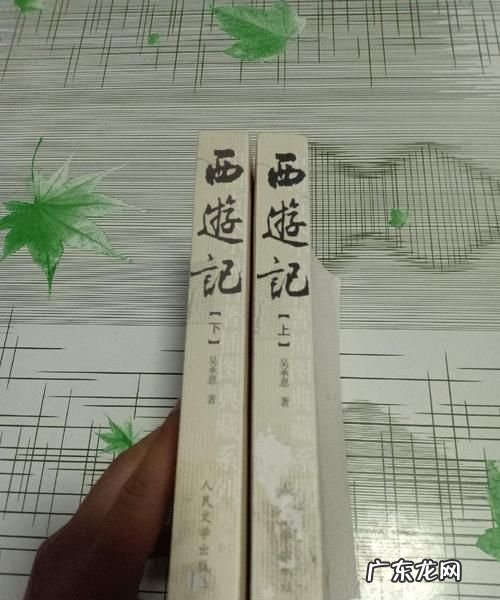 西遊記
【下】
吴承恩 著
人民文学出版社
西遊記
【上】
吴承恩 著
广东龙网